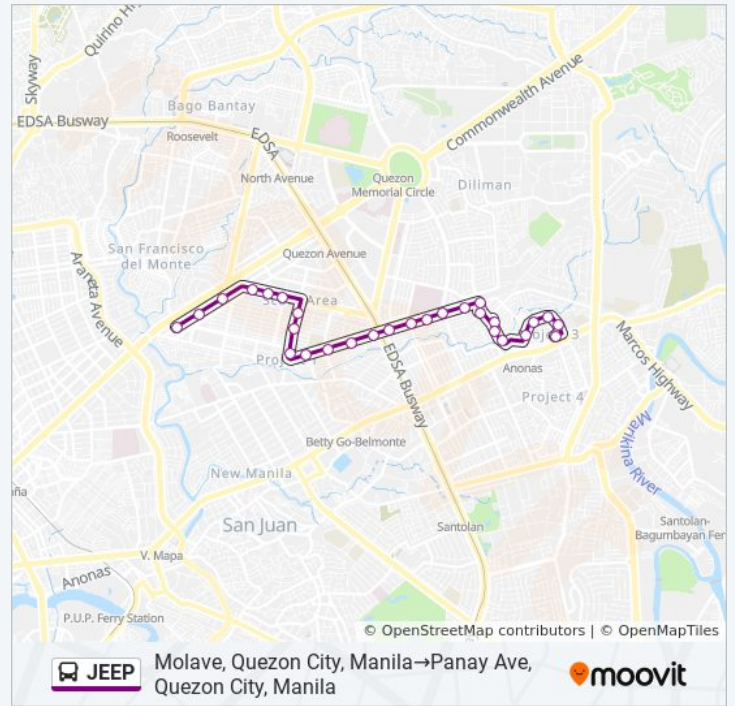 Quirino Hi
Skyway
Bago Bantay
Commonwealth Avenue
EDSA Busway
Roosevelt
EDSA
North Avenue
Quezon
Memorial Circle
Diliman
San Francisco
del Monte
Quezon Avenue
Araneta Avenue
Area
Project 3
Marcos Highway
EDSA Busway
Anonas
Project 4
Betty Go-Belmonte
Marikina River
New Manila
ña
San Juan
Santolan
Santolan-
Bagumbayan Fer
V. Mapa
Anonas
P.U.P. Ferry Station
© OpenStreetMap contributors | © OpenMapTiles
JEEP
Molave, Quezon City, Manila→Panay Ave,
Quezon City, Manila
moovit